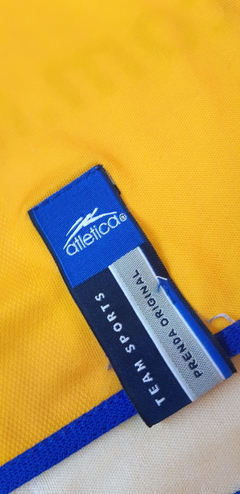 atletica®
TEAM SPORTS
PRENDA ORIGINAL